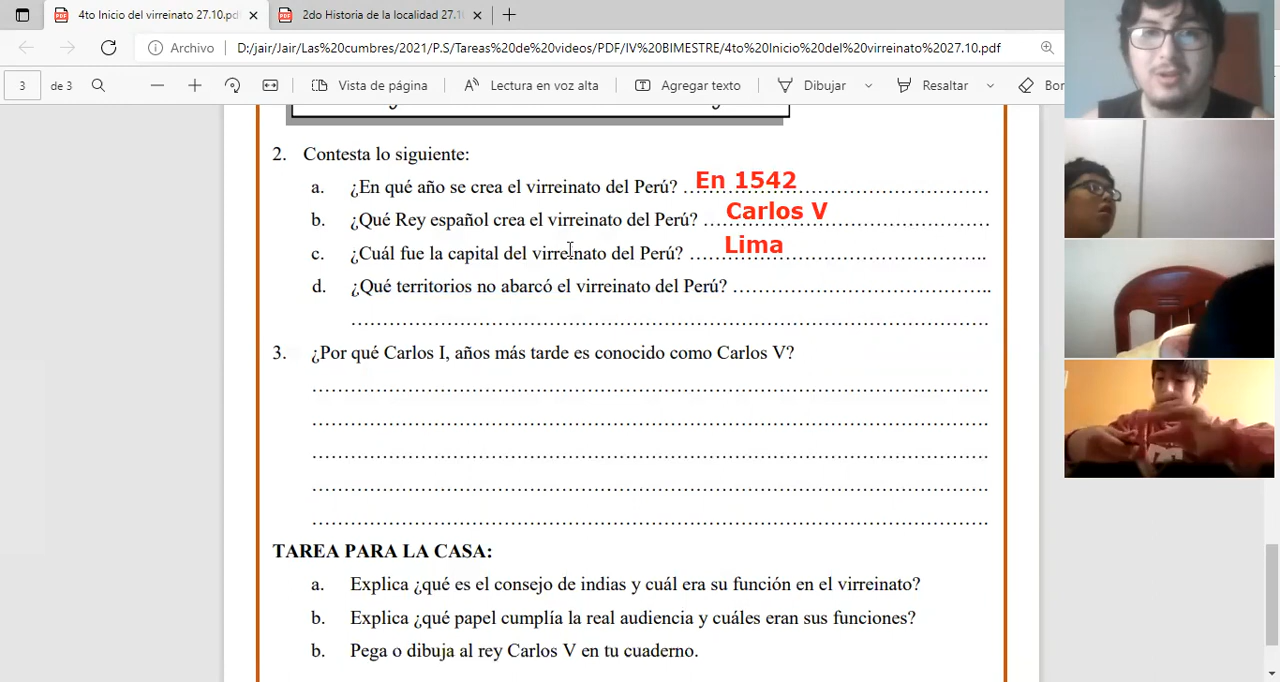 4to Inicio del virreinato 27.10.pd
2do Historia de la localidad 27.1
Archivo D:/jair/Jair/Las%20cumbres/2021/P.S/Tareas%20de%20videos/PDF/IV%20BIMESTRE/4to%20Inicio%20del%20virreinato%2027.10.pdf
3 de 3 Vista de página Lectura en voz alta Agregar texto Dibujar Resaltar Bor
2. Contesta lo siguiente:
a. ¿En qué año se crea el virreinato del Perú? En 1542
b. ¿Qué Rey español crea el virreinato del Perú? Carlos V
c. ¿Cuál fue la capital del virreinato del Perú? Lima
d. ¿Qué territorios no abarcó el virreinato del Perú?
3. ¿Por qué Carlos I, años más tarde es conocido como Carlos V?
TAREA PARA LA CASA:
a. Explica ¿qué es el consejo de indias y cuál era su función en el virreinato?
b. Explica ¿qué papel cumplía la real audiencia y cuáles eran sus funciones?
b. Pega o dibuja al rey Carlos V en tu cuaderno.